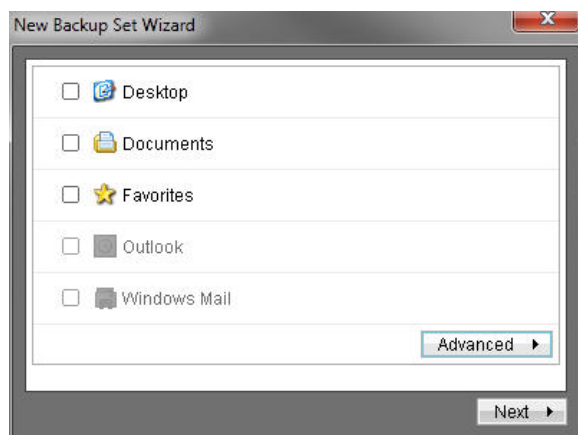 New Backup Set Wizard
Desktop
Documents
Favorites
Outlook
Windows Mail
Advanced
Next